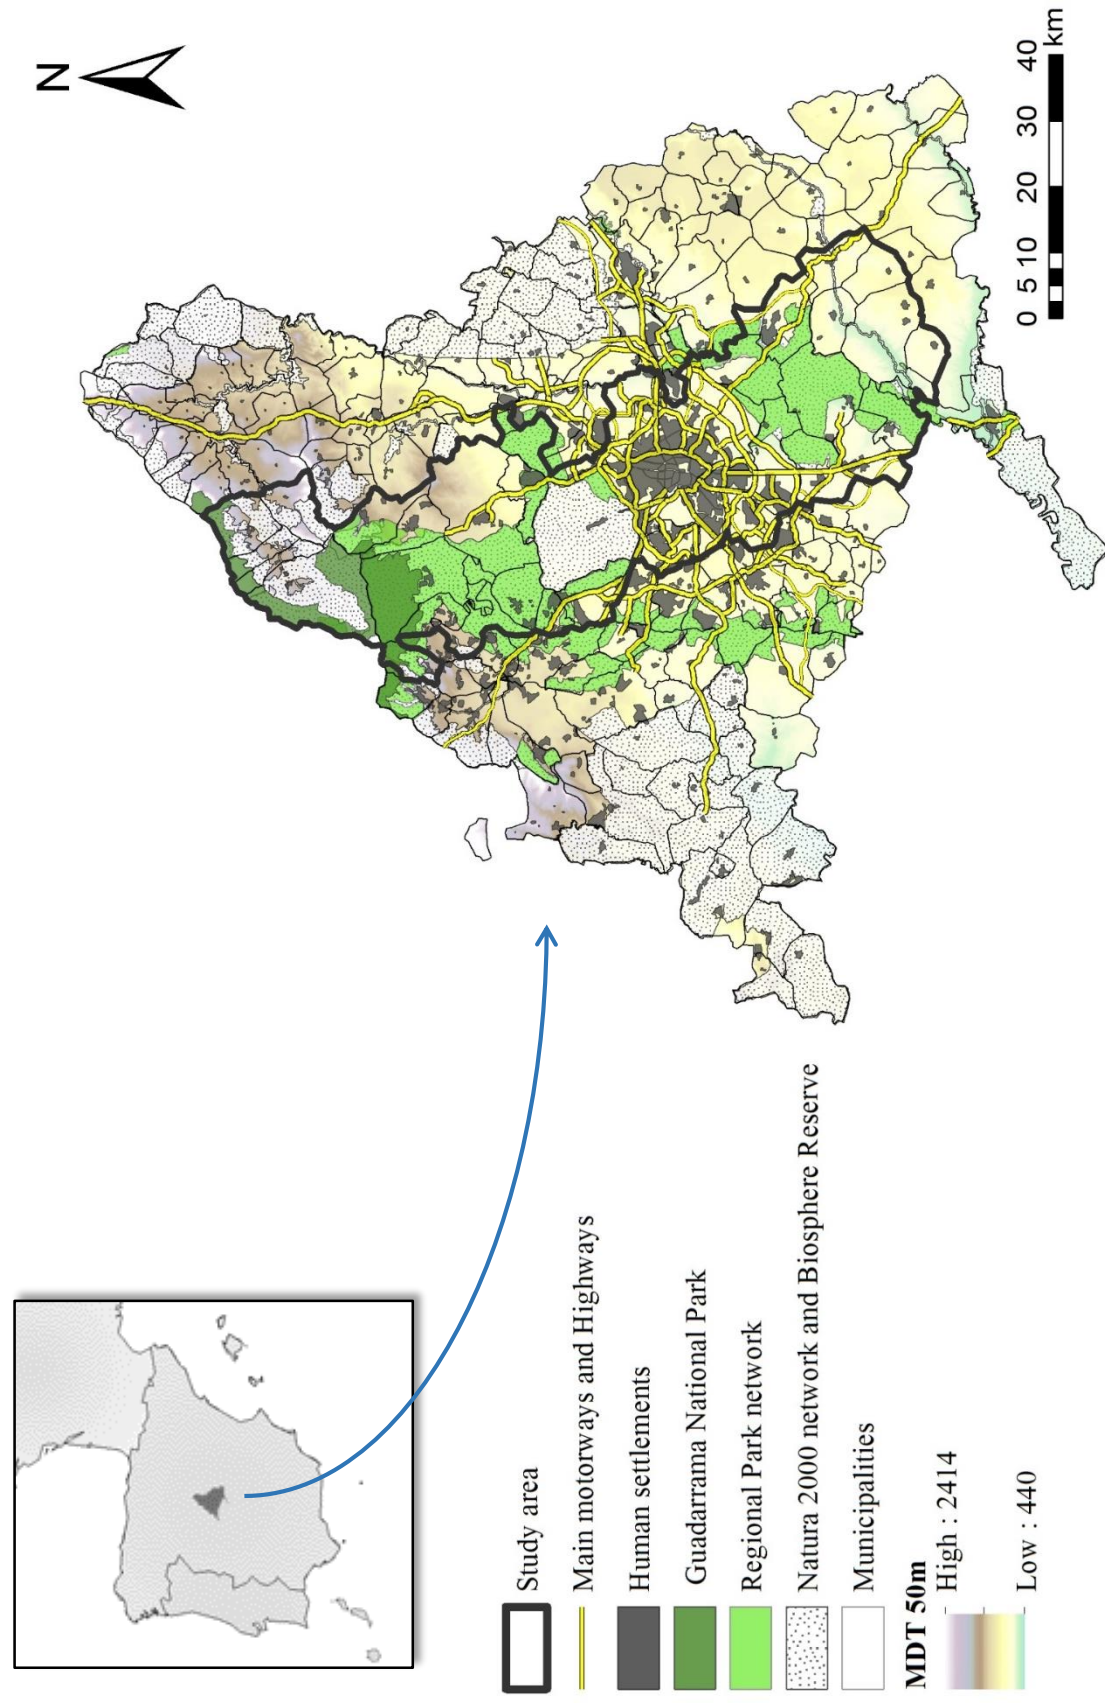 Study area
Main motorways and Highways
Human settlements
Guadarrama National Park
Regional Park network
Natura 2000 network and Biosphere Reserve
Municipalities
MDT 50m
High : 2414
Low : 440
N
0 5 10 20 30 40
km